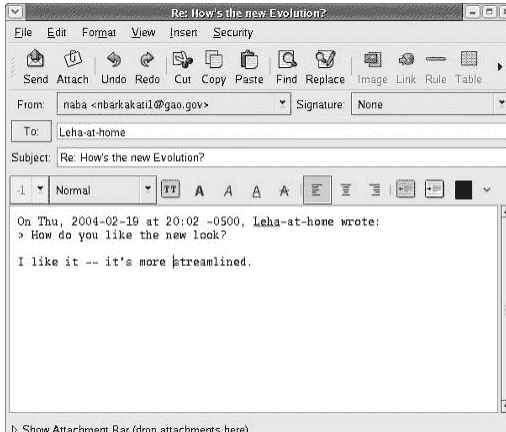 Re: How's the new Evolution?
File Edit Format View Insert Security
Send Attach Undo Redo Cut Copy Paste Find Replace Image Link Rule Table
From: naba <nbarkakati1@gao.gov> Signature: None
To: Leha-at-home
Subject: Re: How's the new Evolution?
-1 Normal TT A A A A
On Thu, 2004-02-19 at 20:02 -0500, Leha-at-home wrote:
> How do you like the new look?
I like it -- it's more streamlined.
Show Attachment Bar (drop attachments here)